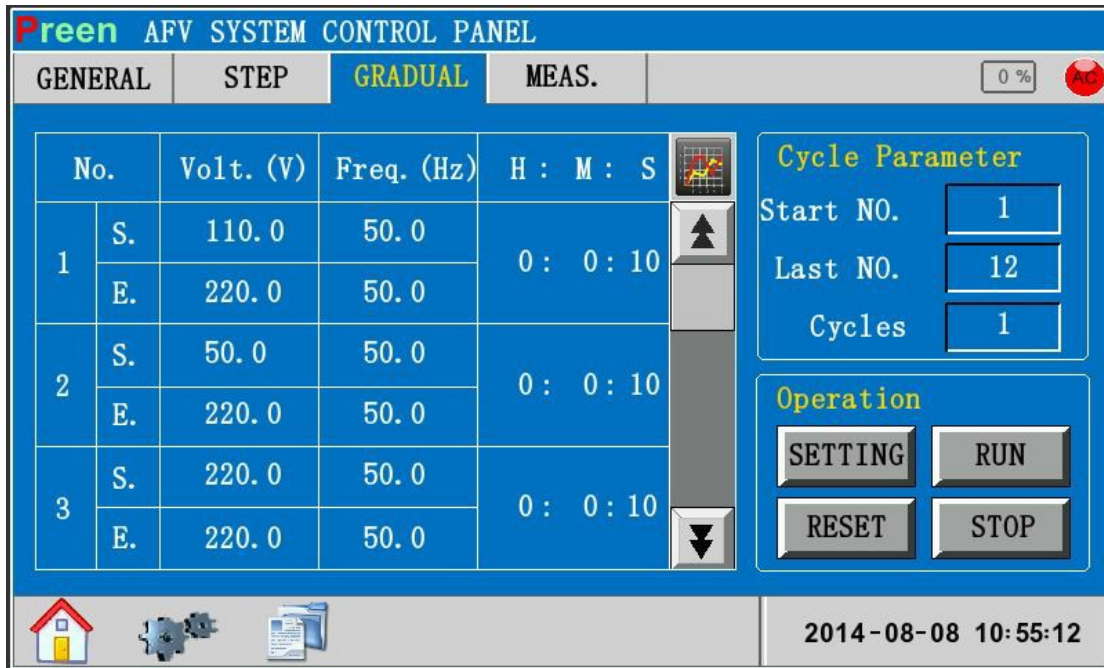 Preen AFV SYSTEM CONTROL PANEL
GENERAL STEP GRADUAL MEAS. 0 % AC
No. Volt. (V) Freq. (Hz) H : M : S
1 S. 110.0 50.0 0 : 0 : 10
E. 220.0 50.0
2 S. 50.0 50.0 0 : 0 : 10
E. 220.0 50.0
3 S. 220.0 50.0 0 : 0 : 10
E. 220.0 50.0
Cycle Parameter
Start NO. 1
Last NO. 12
Cycles 1
Operation
SETTING RUN
RESET STOP
2014-08-08 10:55:12